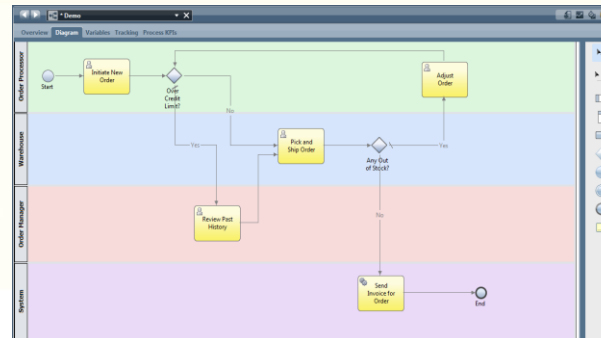 * Demo
Overview Diagram Variables Tracking Process KPIs
Order Processor
Start
Initiate New
Order
Over
Credit
Limit?
Adjust
Order
No
Warehouse
Yes
Pick and
Ship Order
Any Out
of Stock?
Yes
Order Manager
Review Past
History
No
System
Send
Invoice for
Order
End